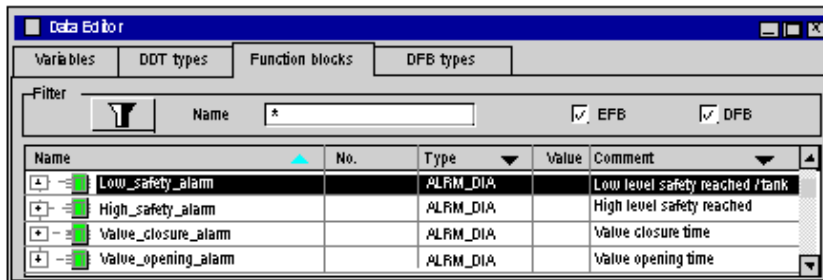 Data Editor
Variables DDT types Function blocks DFB types
Filter
Name * EFB DFB
Name No. Type Value Comment
Low_safety_alarm ALRM_DIA Low level safety reached /tank
High_safety_alarm ALRM_DIA High level safety reached
Valve_closure_alarm ALRM_DIA Valve closure time
Valve_opening_alarm ALRM_DIA Valve opening time